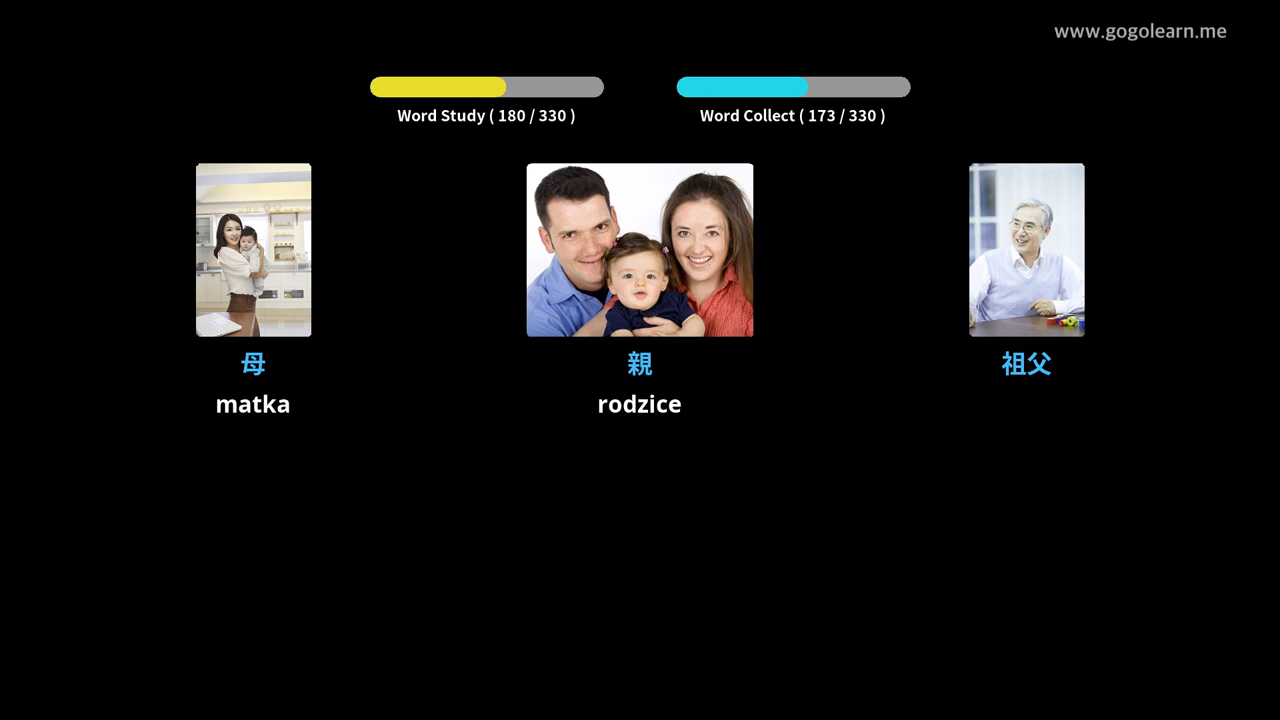 www.gogolearn.me
Word Study ( 180 / 330 )
Word Collect ( 173 / 330 )
母
親
祖父
matka
rodzice